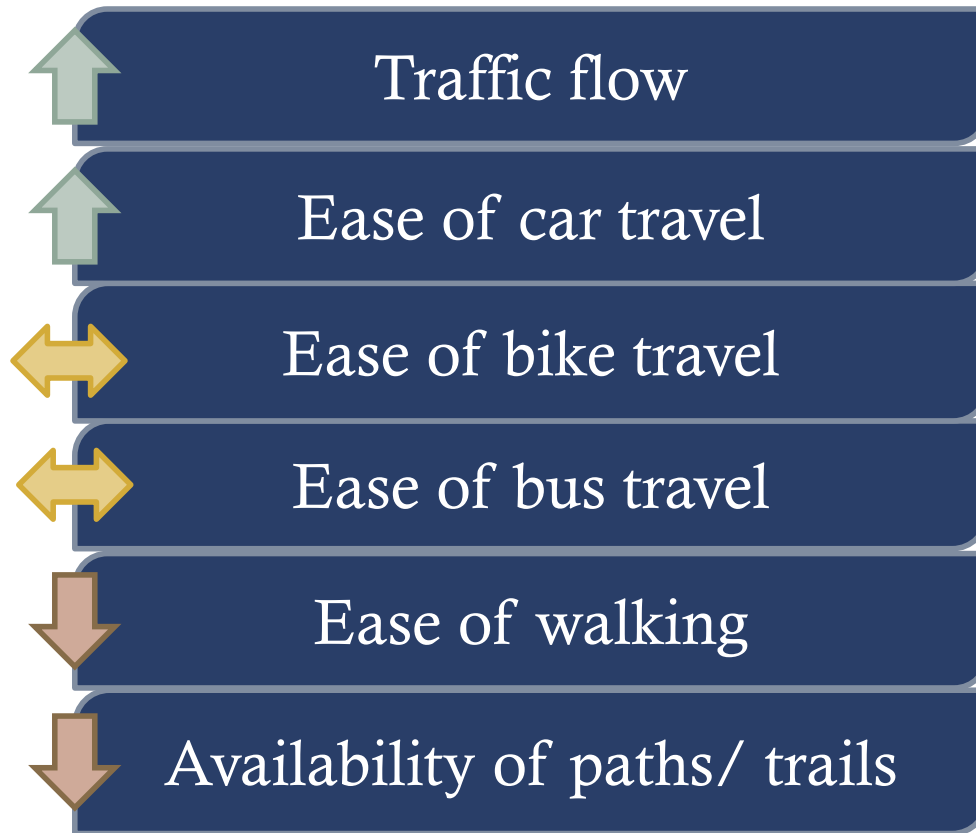 Traffic flow
Ease of car travel
Ease of bike travel
Ease of bus travel
Ease of walking
Availability of paths/ trails